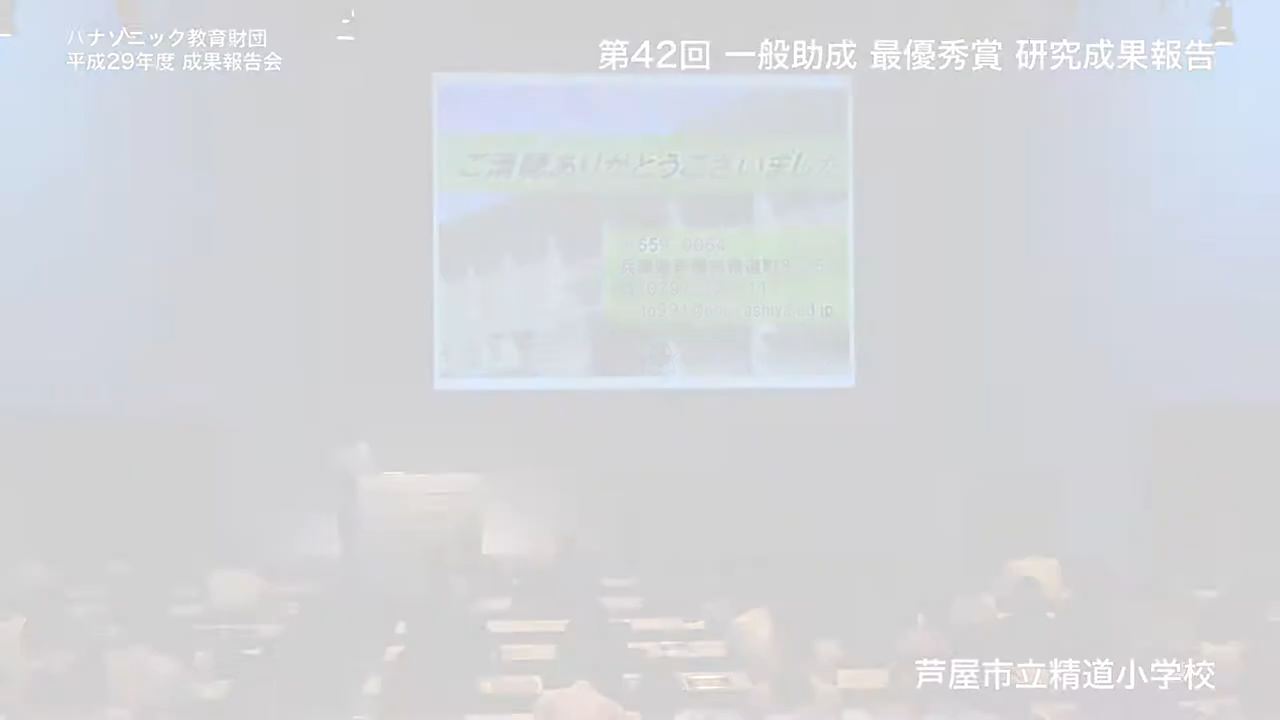 パナソニック教育財団
平成29年度 成果報告会
第42回 一般助成 最優秀賞 研究成果報告
ご清聴ありがとうございました
659-0064
芦屋市立精道小学校